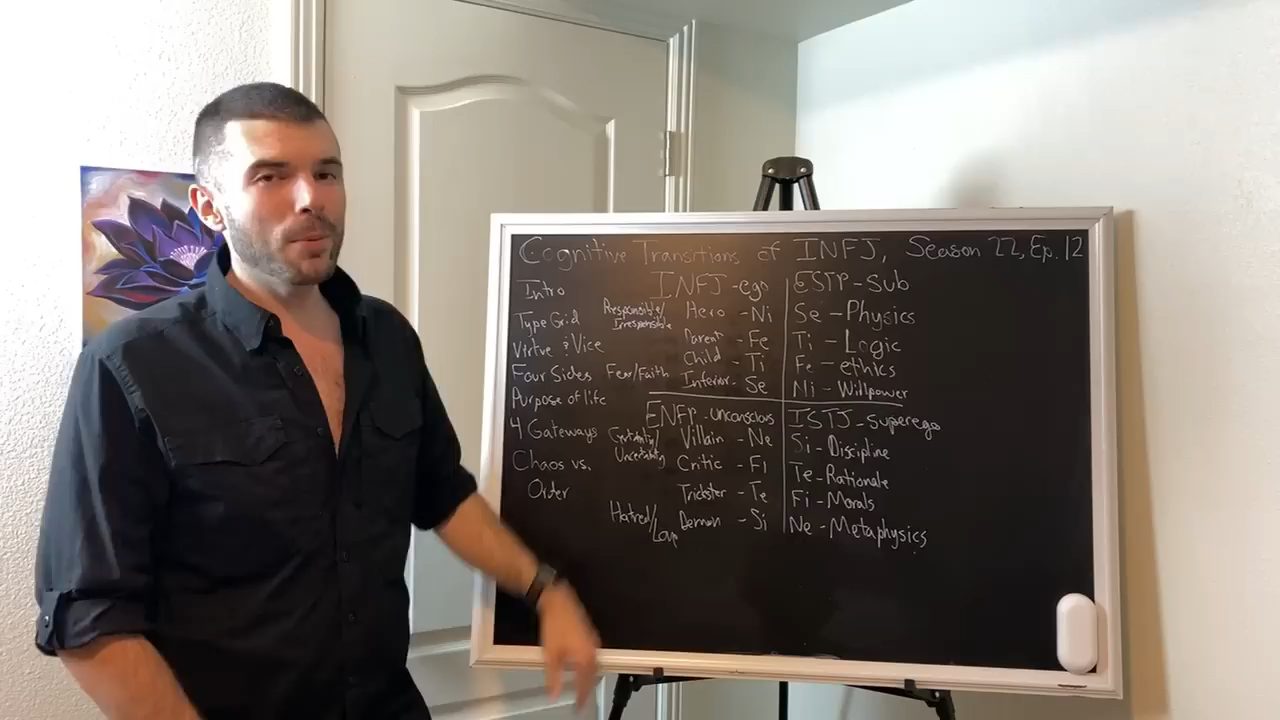 Cognitive Transitions of INFJ, Season 22, Ep. 12
Intro
Type Grid
Virtue & Vice
Four Sides
Purpose of life
4 Gateways
Chaos vs.
Order
INFJ - ego
Responsible/
Irresponsible
Hero - Ni
Parent - Fe
Child - Ti
Fear/Faith Inferior - Se
ESTP - Sub
Se - Physics
Ti - Logic
Fe - ethics
Ni - Willpower
ENFP - Unconscious
Certainty/
Uncertainty
Villain - Ne
Critic - Fi
Trickster - Te
Hatred/
Love
Demon - Si
ISTJ - Superego
Si - Discipline
Te - Rationale
Fi - Morals
Ne - Metaphysics